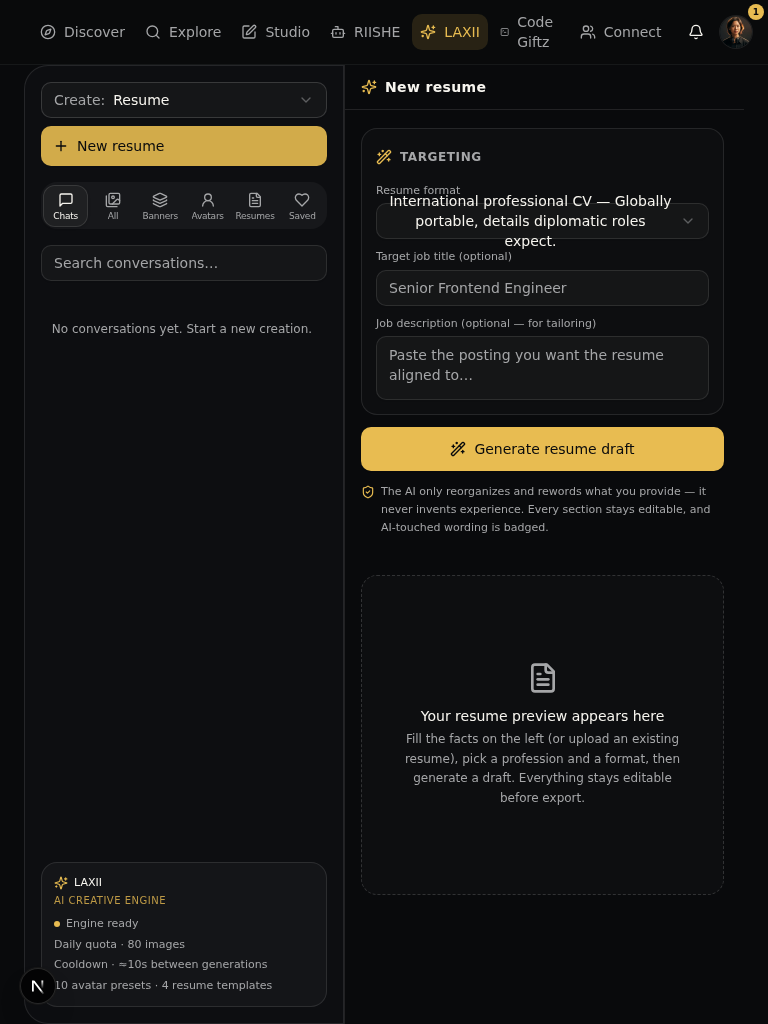 Discover
Explore
Studio
RIISHE
LAXII
Code
Giftz
Connect
1
Create: Resume
New resume
Chats
All
Banners
Avatars
Resumes
Saved
Search conversations...
No conversations yet. Start a new creation.
LAXII
AI CREATIVE ENGINE
Engine ready
Daily quota · 80 images
Cooldown · ≈10s between generations
10 avatar presets · 4 resume templates
N
New resume
TARGETING
Resume format
International professional CV — Globally
portable, details diplomatic roles
expect.
Target job title (optional)
Senior Frontend Engineer
Job description (optional — for tailoring)
Paste the posting you want the resume
aligned to…
Generate resume draft
The AI only reorganizes and rewords what you provide — it
never invents experience. Every section stays editable, and
AI-touched wording is badged.
Your resume preview appears here
Fill the facts on the left (or upload an existing
resume), pick a profession and a format, then
generate a draft. Everything stays editable
before export.